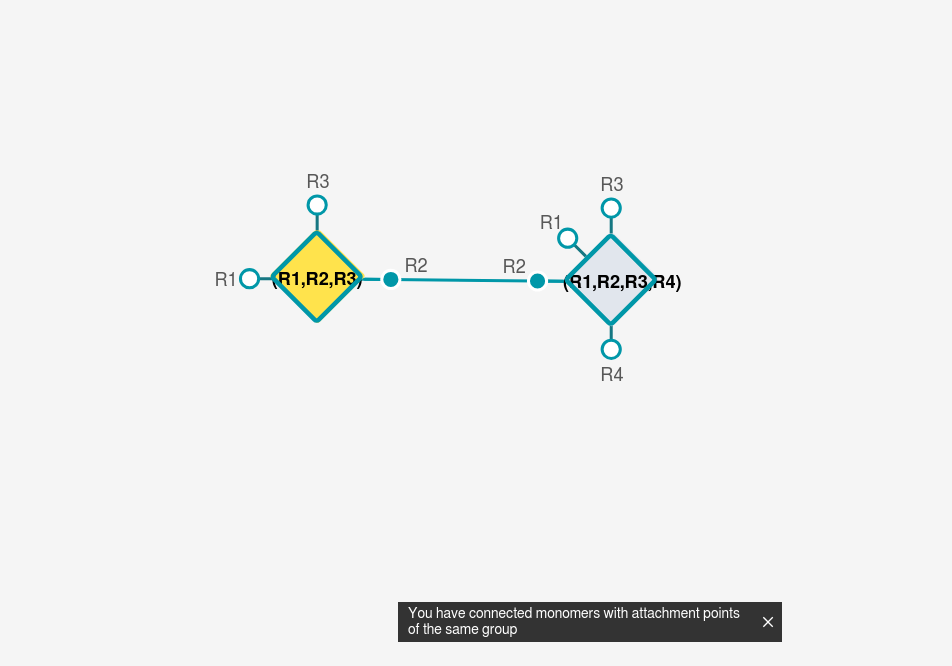 R3
R3
R1
R2
R2
R1
(R1,R2,R3)
(R1,R2,R3,R4)
R4
You have connected monomers with attachment points
of the same group